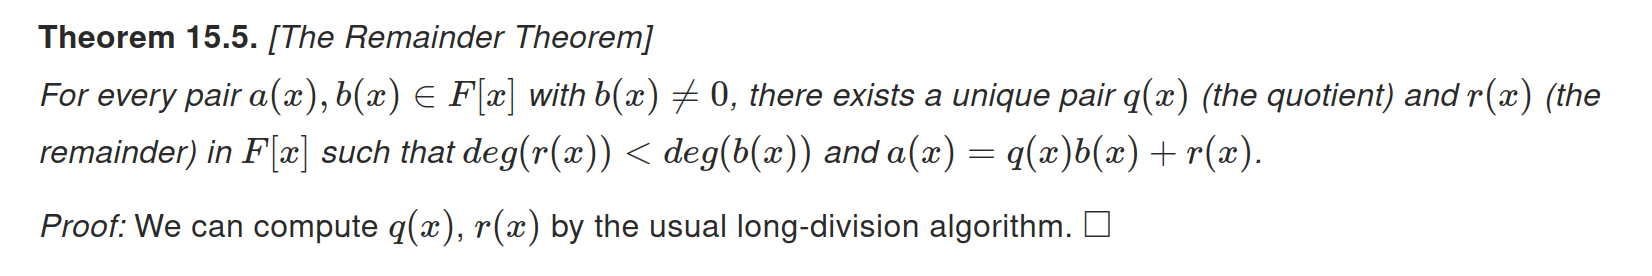 Theorem 15.5. [The Remainder Theorem]
For every pair a(x), b(x) ∈ F[x] with b(x) ≠ 0, there exists a unique pair q(x) (the quotient) and r(x) (the
remainder) in F[x] such that deg(r(x)) < deg(b(x)) and a(x) = q(x)b(x) + r(x).
Proof: We can compute q(x), r(x) by the usual long-division algorithm. □